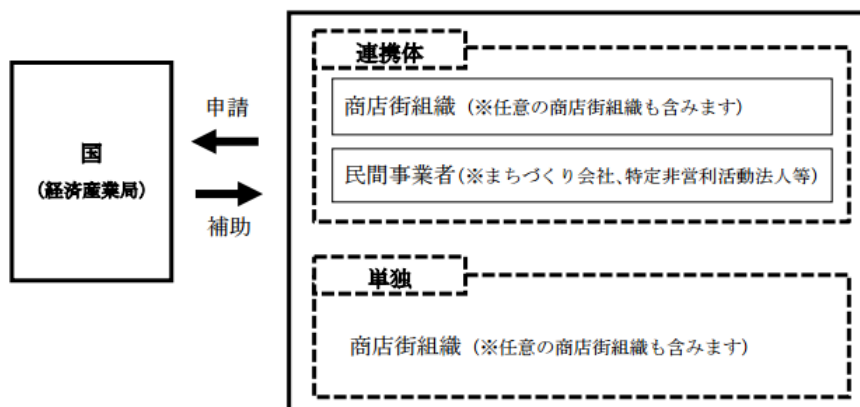 国
(経済産業局)
申請
補助
連携体
商店街組織（※任意の商店街組織も含みます）
民間事業者(※まちづくり会社、特定非営利活動法人等)
単独
商店街組織（※任意の商店街組織も含みます）